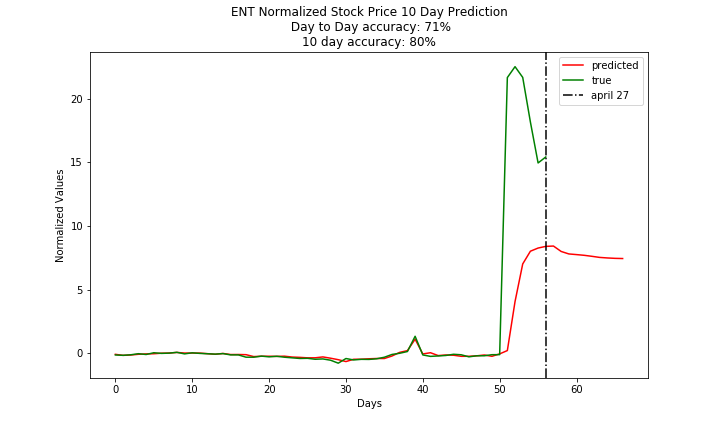 ENT Normalized Stock Price 10 Day Prediction
Day to Day accuracy: 71%
10 day accuracy: 80%
predicted
true
april 27
20
15
10
5
0
Normalized Values
0 10 20 30 40 50 60
Days